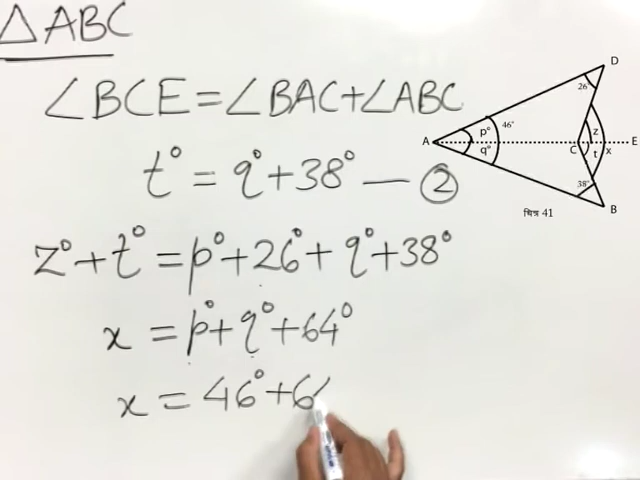 △ABC
∠BCE=∠BAC+∠ABC
t°=q°+38°—②
z°+t°=p°+26°+q°+38°
x=p°+q°+64°
x=46°+6
D
26°
p°
46°
z
A
C
E
q°
t
x
38°
B
चित्र 41